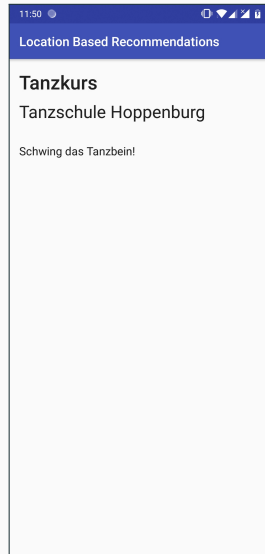 11:50
Location Based Recommendations
Tanzkurs
Tanzschule Hoppenburg
Schwing das Tanzbein!